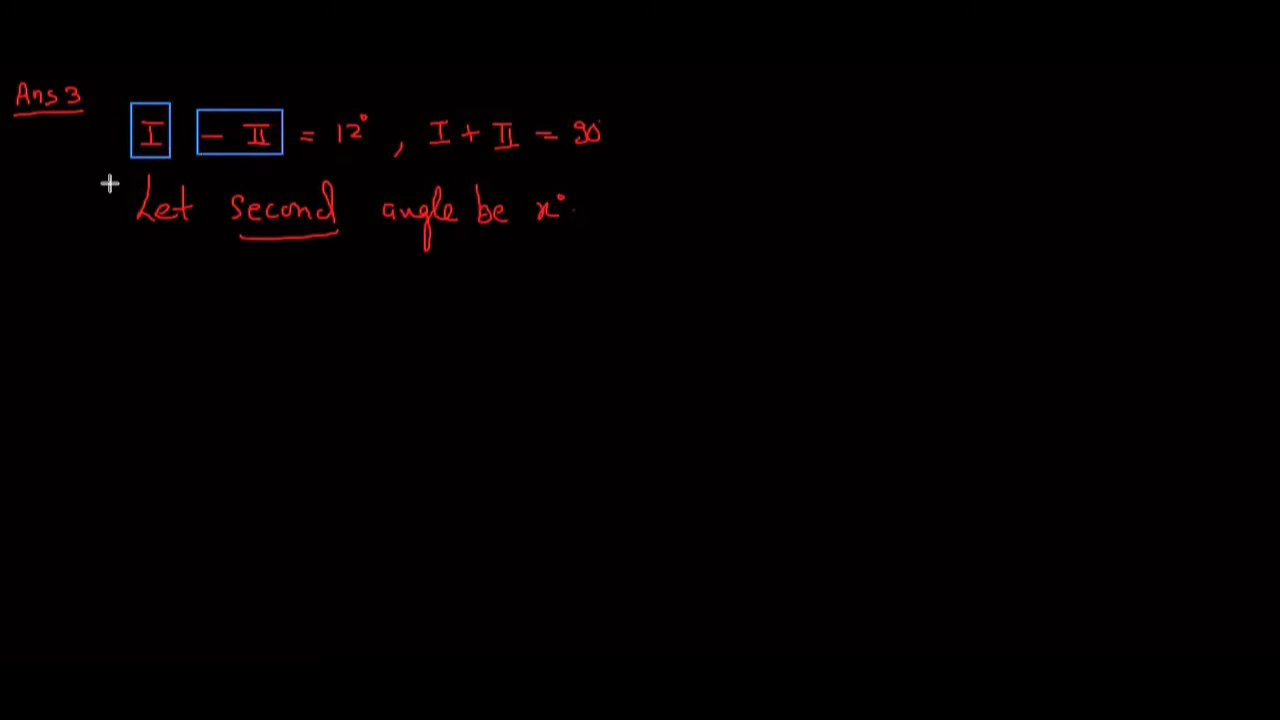 Ans 3
I - II = 12°, I + II = 90°
Let second angle be x°.